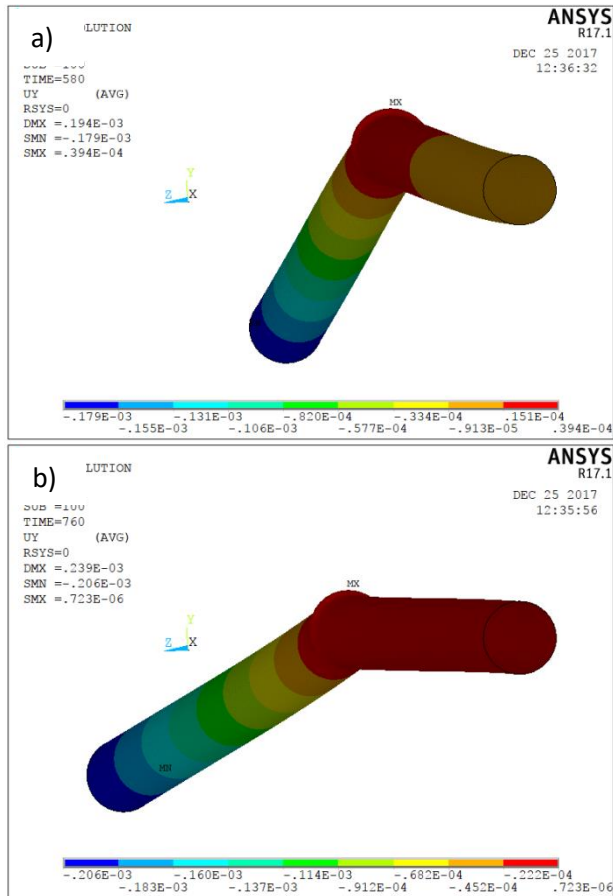 a)
LUTION
ANSYS
R17.1
DEC 25 2017
12:36:32
TIME=580
UY (AVG)
RSYS=0
DMX =.194E-03
SMN =-.179E-03
SMX =.394E-04
MX
Y
Z X
-.179E-03 -.131E-03 -.820E-04 -.334E-04 .151E-04
-.155E-03 -.106E-03 -.577E-04 -.913E-05 .394E-04
b)
LUTION
ANSYS
R17.1
DEC 25 2017
12:35:56
SUB =100
TIME=760
UY (AVG)
RSYS=0
DMX =.239E-03
SMN =-.206E-03
SMX =.723E-06
MX
Y
Z X
MN
-.206E-03 -.160E-03 -.114E-03 -.682E-04 -.222E-04
-.183E-03 -.137E-03 -.912E-04 -.452E-04 .723E-06